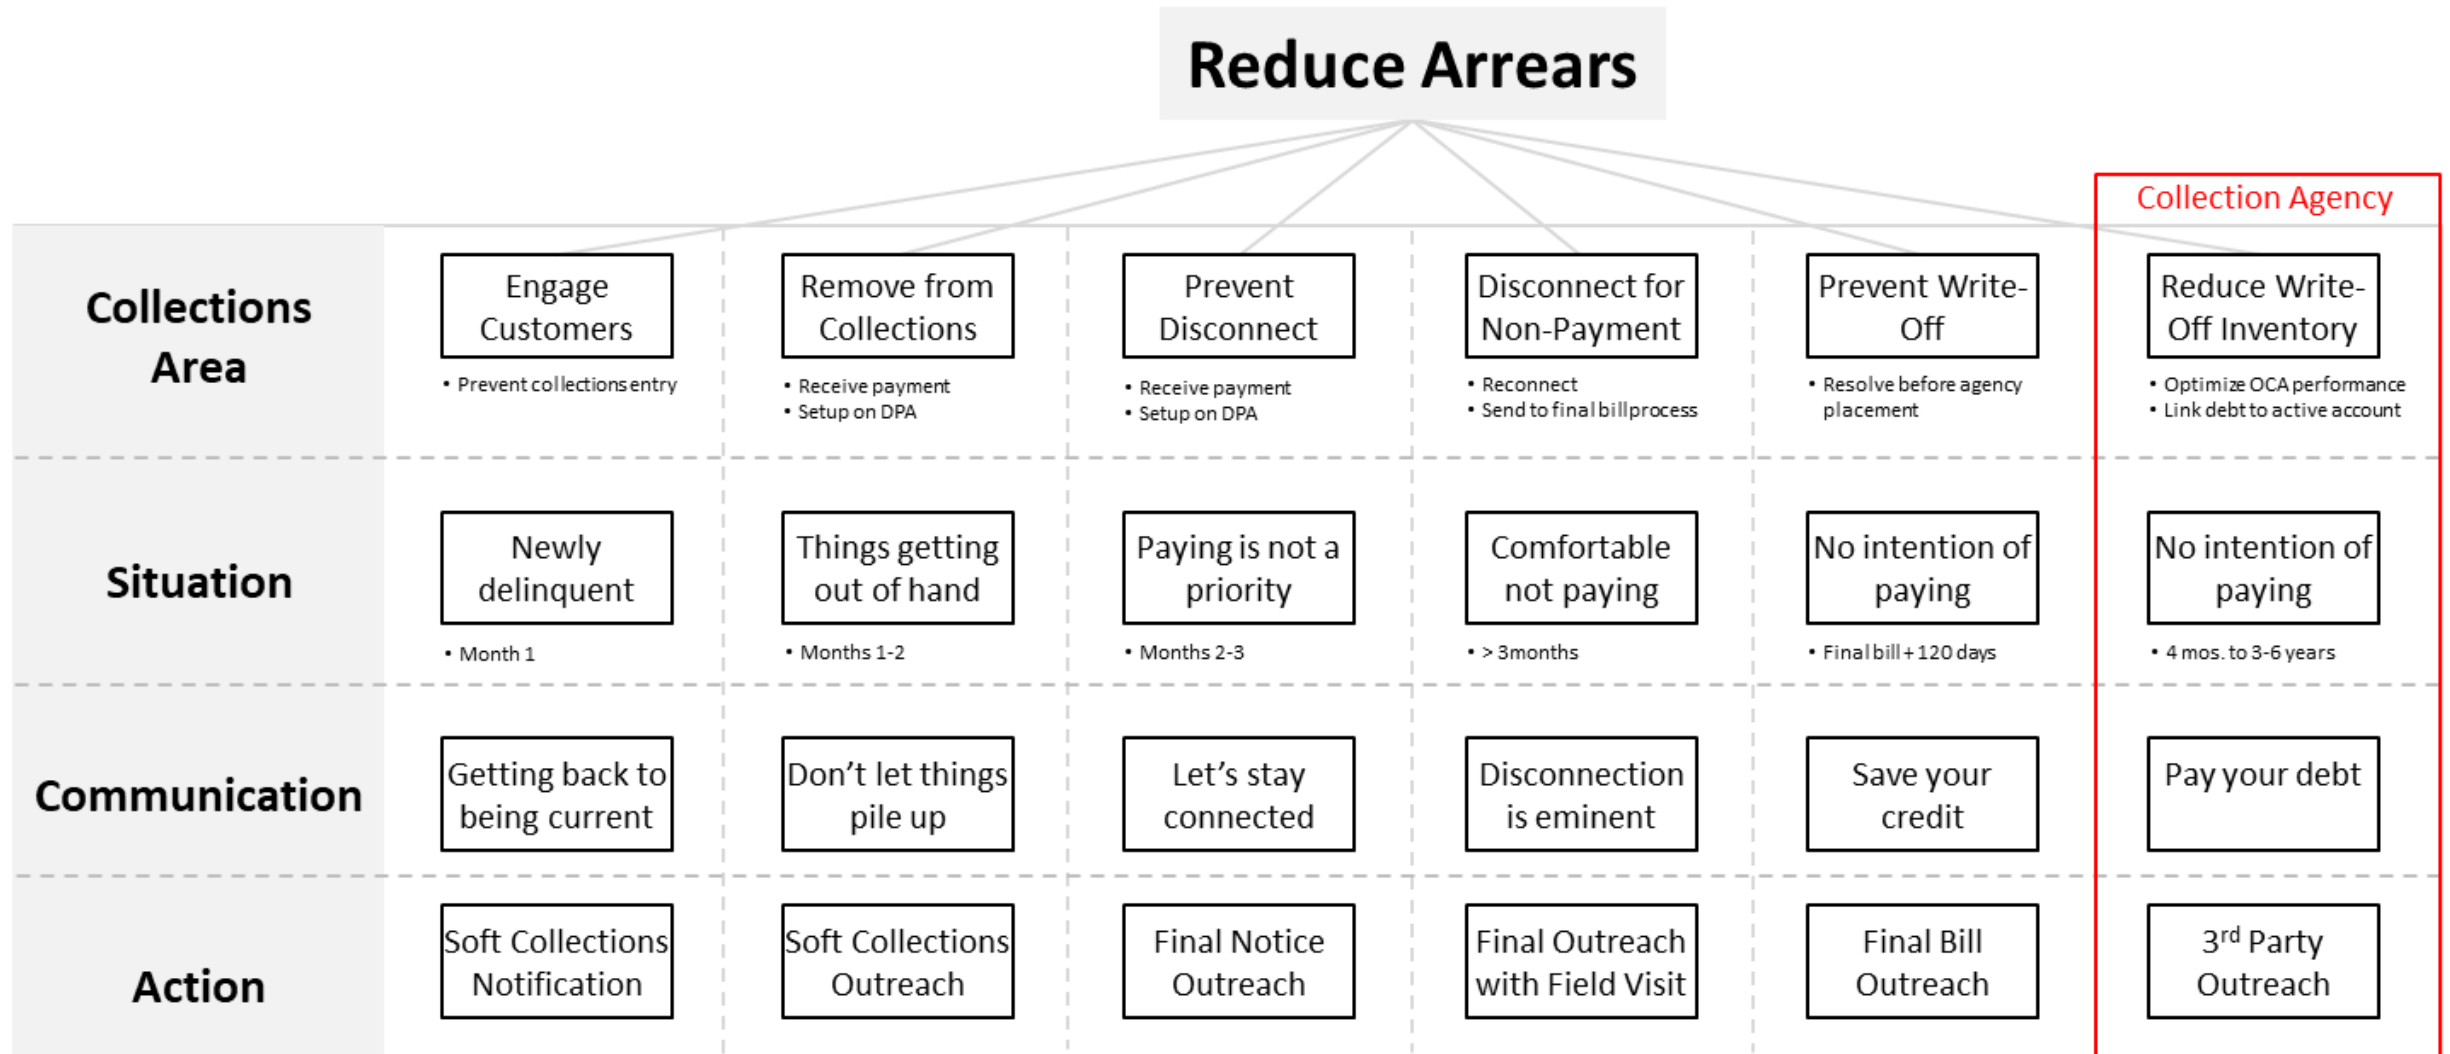 Reduce Arrears
Collection Agency
Collections
Area
Engage
Customers
• Prevent collections entry
Remove from
Collections
• Receive payment
• Setup on DPA
Prevent
Disconnect
• Receive payment
• Setup on DPA
Disconnect for
Non-Payment
• Reconnect
• Send to final bill process
Prevent Write-
Off
• Resolve before agency
placement
Reduce Write-
Off Inventory
• Optimize OCA performance
• Link debt to active account
Situation
Newly
delinquent
• Month 1
Things getting
out of hand
• Months 1-2
Paying is not a
priority
• Months 2-3
Comfortable
not paying
• > 3months
No intention of
paying
• Final bill + 120 days
No intention of
paying
• 4 mos. to 3-6 years
Communication
Getting back to
being current
Don’t let things
pile up
Let’s stay
connected
Disconnection
is eminent
Save your
credit
Pay your debt
Action
Soft Collections
Notification
Soft Collections
Outreach
Final Notice
Outreach
Final Outreach
with Field Visit
Final Bill
Outreach
3rd Party
Outreach